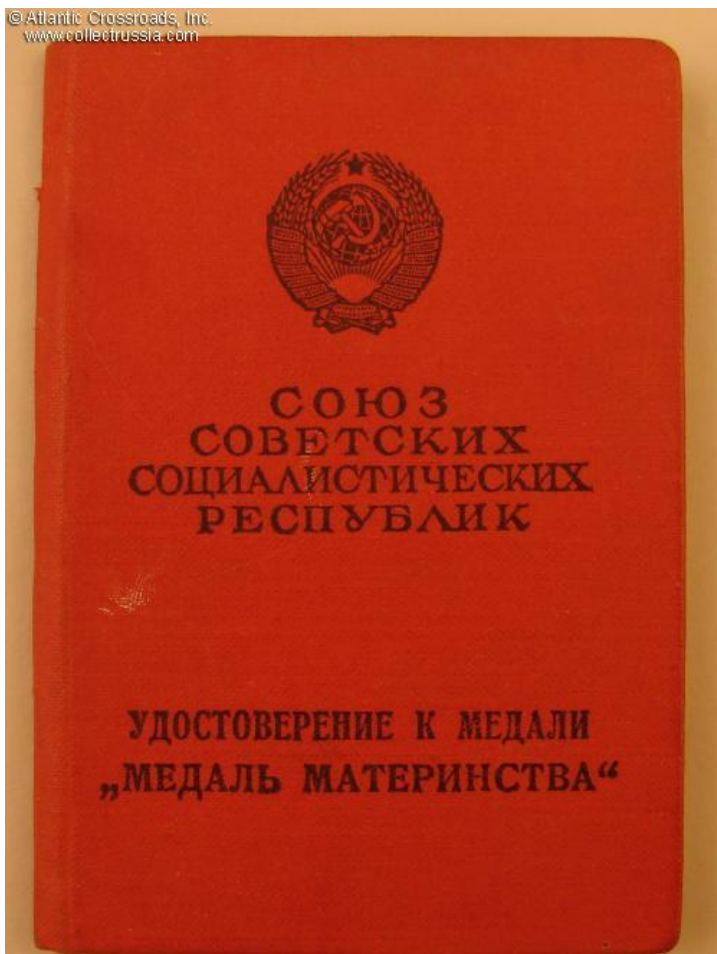 © Atlantic Crossroads, Inc.
www.collectrussia.com
СОЮЗ
СОВЕТСКИХ
СОЦИАЛИСТИЧЕСКИХ
РЕСПУБЛИК
УДОСТОВЕРЕНИЕ К МЕДАЛИ
„МЕДАЛЬ МАТЕРИНСТВА“